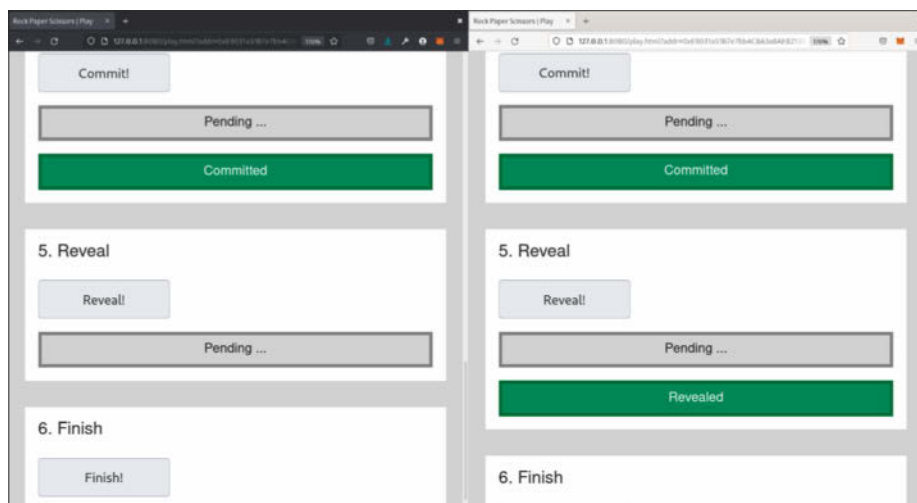 Rock Paper Scissors | Play
Commit!
Pending ...
Committed
5. Reveal
Reveal!
Pending ...
6. Finish
Finish!
Rock Paper Scissors | Play
Commit!
Pending ...
Committed
5. Reveal
Reveal!
Pending ...
Revealed
6. Finish